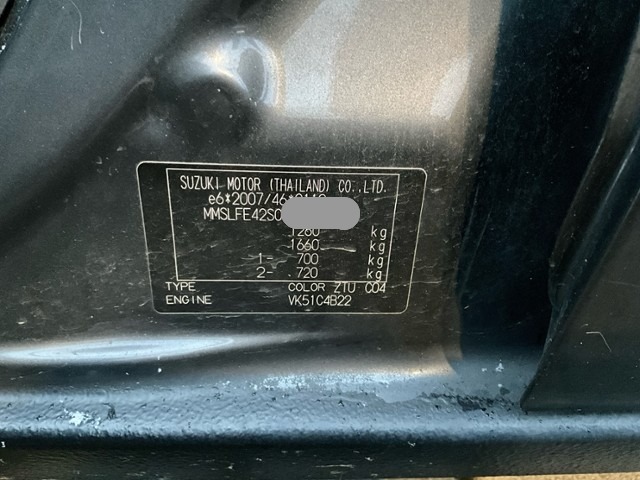 SUZUKI MOTOR (THAILAND) CO.,LTD.
e6*2007/46*
MMSLFE42S0
1260 kg
1660 kg
1- 700 kg
2- 720 kg
TYPE COLOR ZTU C04
ENGINE VK51C4B22